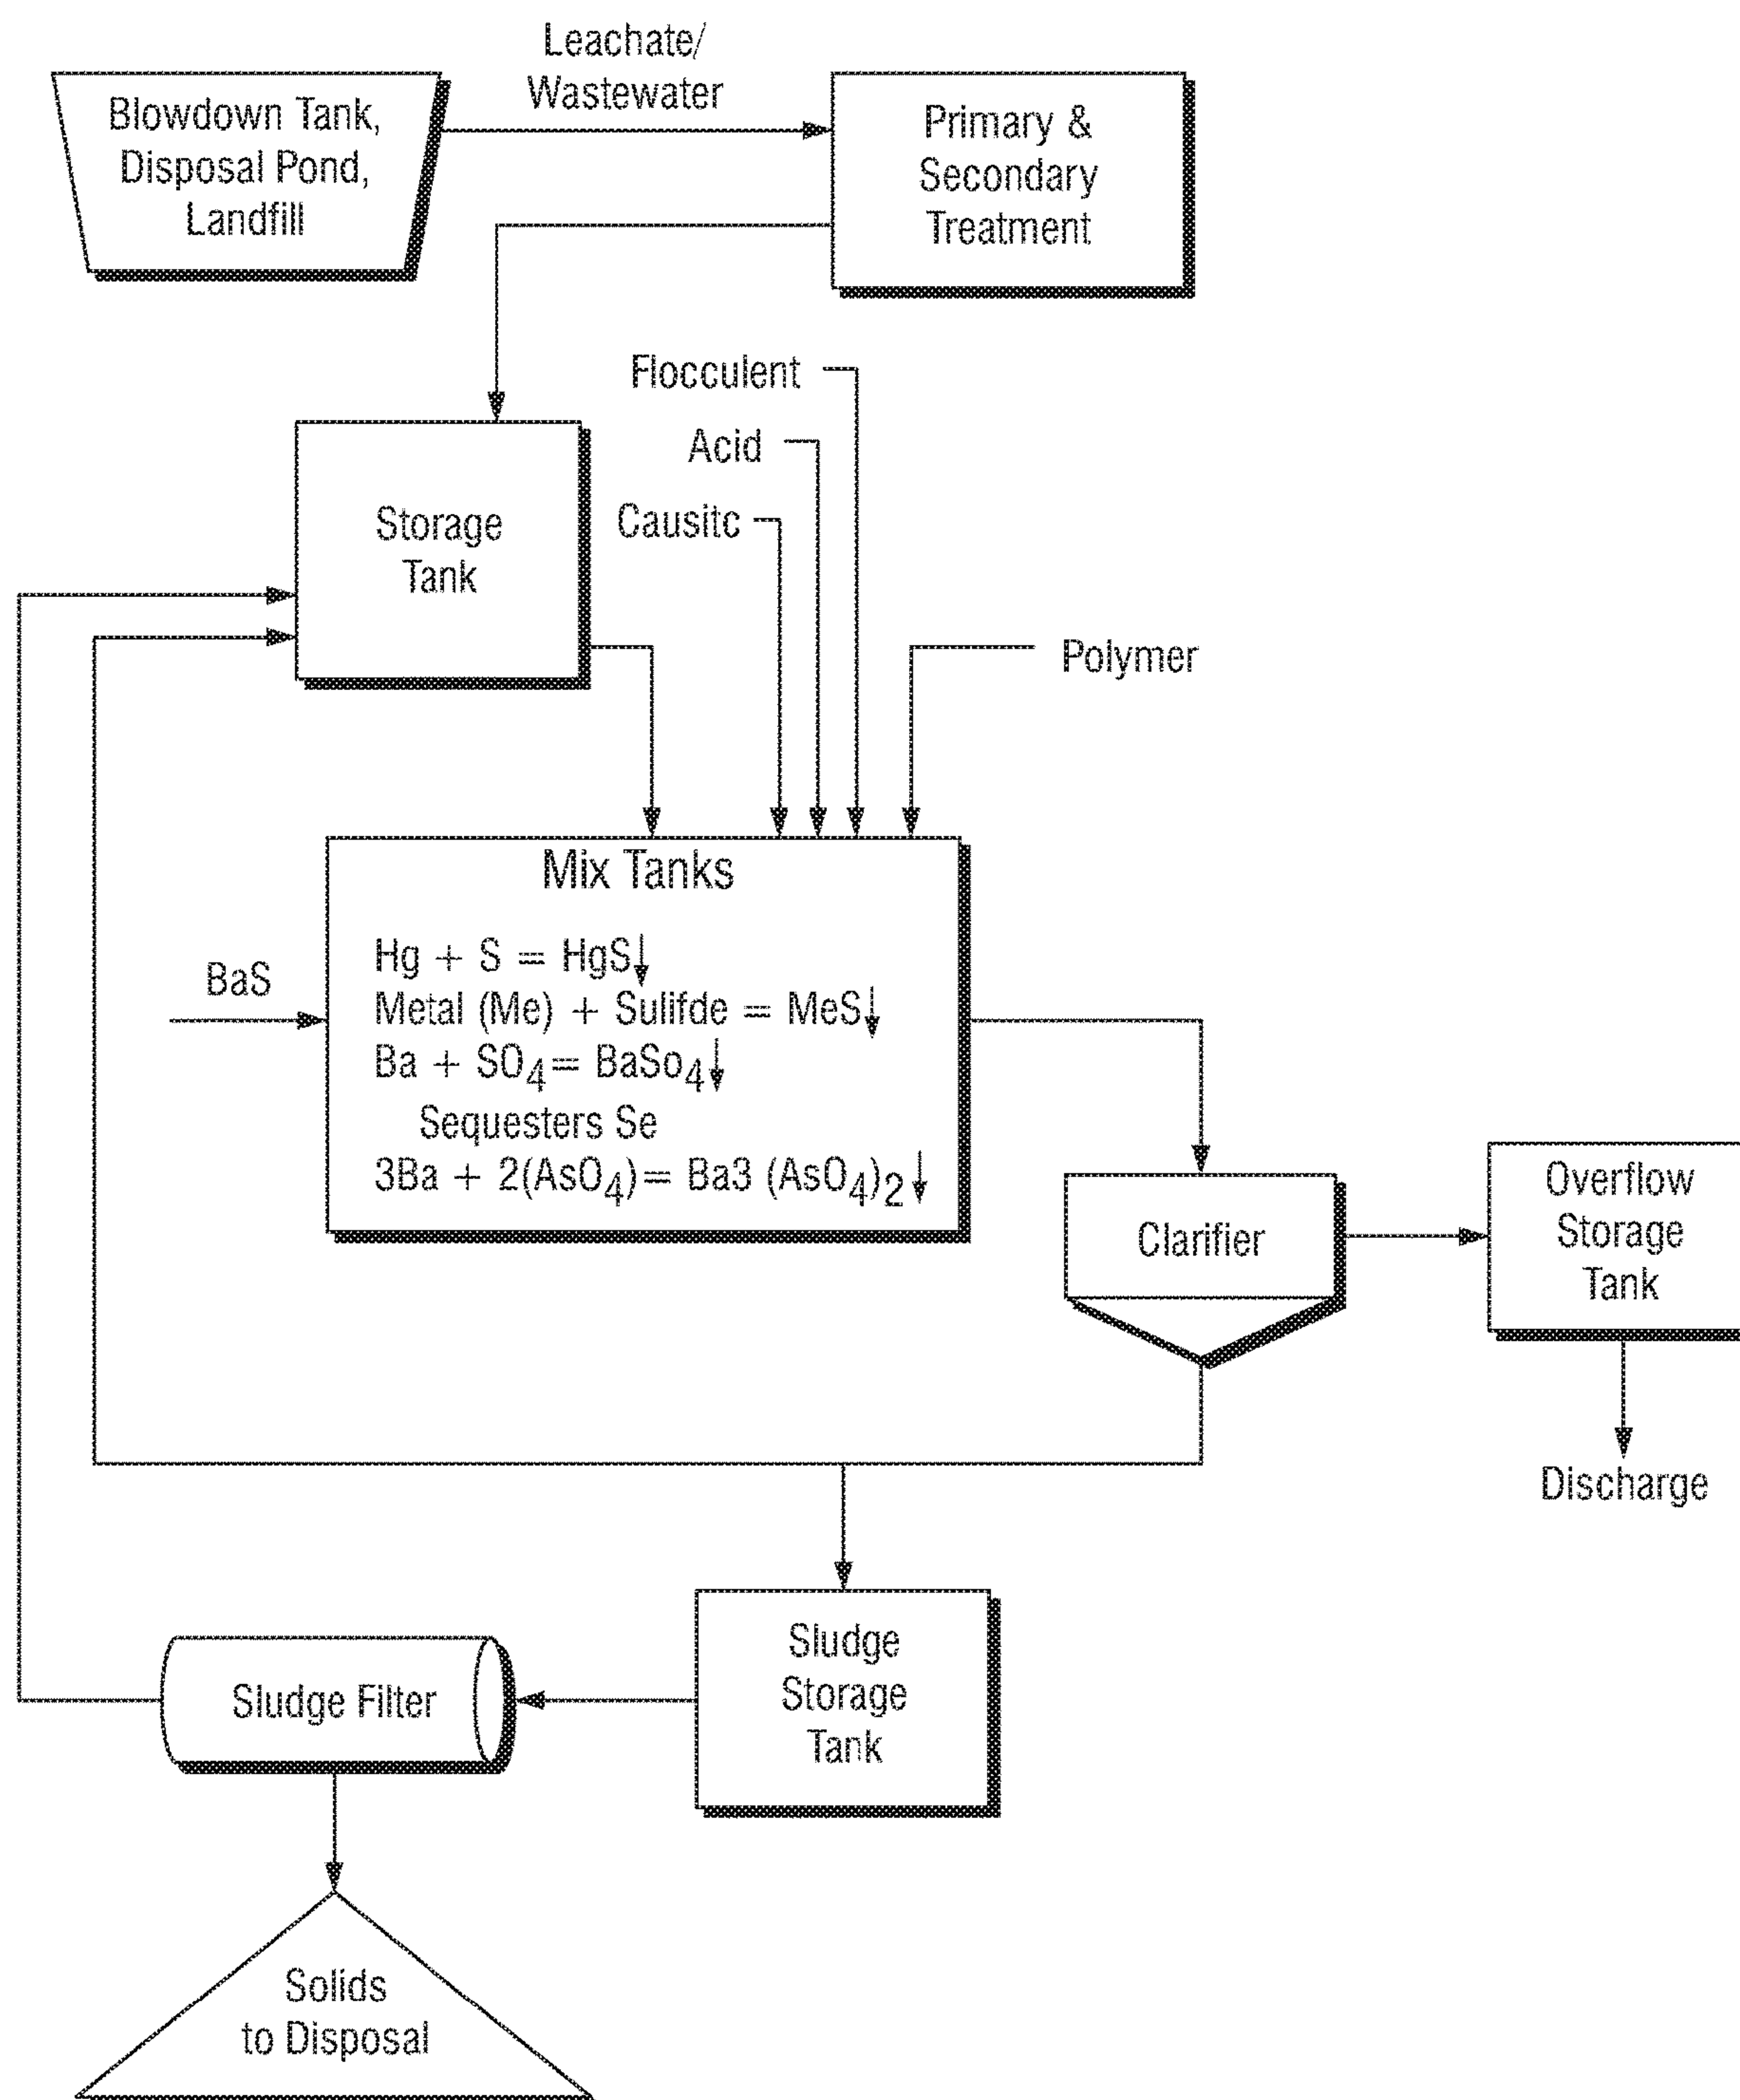 Leachate/
Wastewater
Blowdown Tank,
Disposal Pond,
Landfill
Primary &
Secondary
Treatment
Flocculent
Acid
Causitc
Storage
Tank
Polymer
Mix Tanks
Hg + S = HgS↓
Metal (Me) + Sulifde = MeS↓
Ba + SO4= BaSo4↓
Sequesters Se
3Ba + 2(AsO4)= Ba3 (AsO4)2↓
BaS
Clarifier
Overflow
Storage
Tank
Discharge
Sludge
Storage
Tank
Sludge Filter
Solids
to Disposal